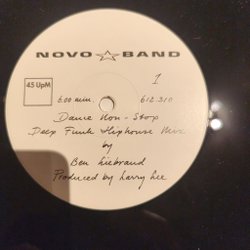 NOVO ☆ BAND
45 UpM
1
6:00 min. 612 310
Dance Non-Stop
Deep Funk Hiphouse Mix
by
Ben Liebrand
Produced by Larry Lee